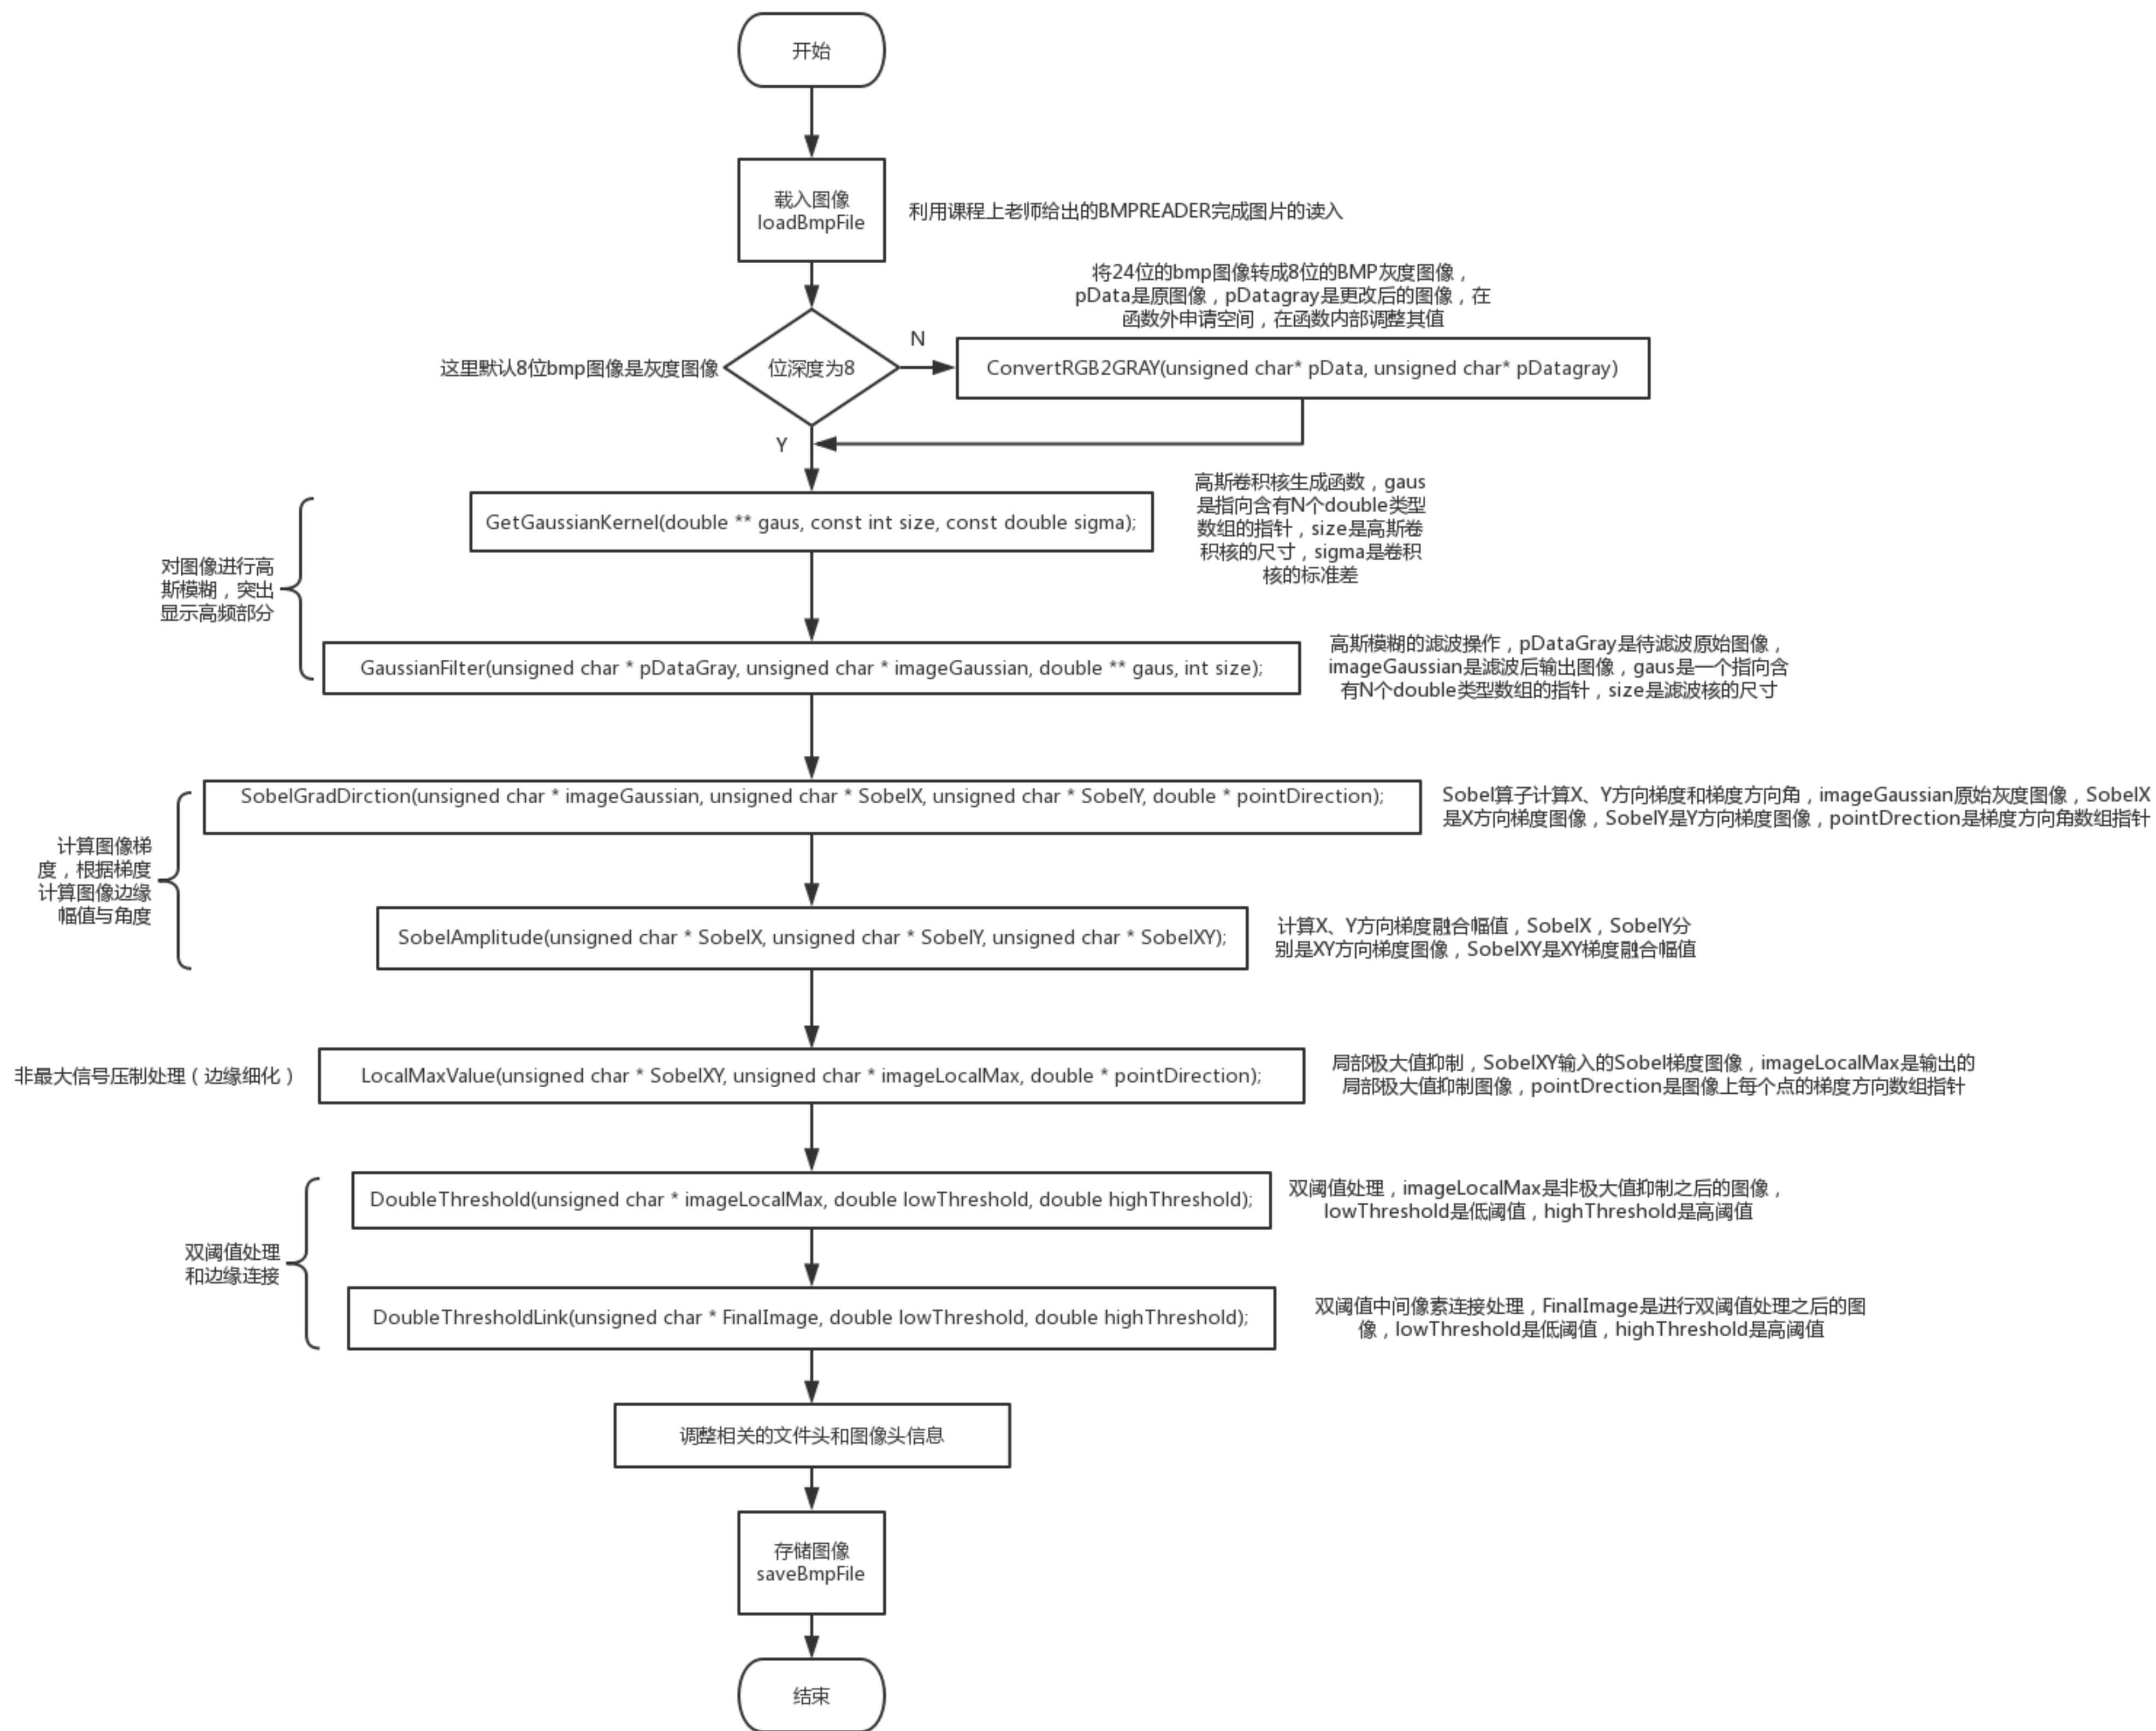 开始
载入图像
loadBmpFile
利用课程上老师给出的BMPREADER完成图片的读入
将24位的bmp图像转成8位的BMP灰度图像，
pData是原图像，pDatagray是更改后的图像，在
函数外申请空间，在函数内部调整其值
这里默认8位bmp图像是灰度图像
位深度为8
N
ConvertRGB2GRAY(unsigned char* pData, unsigned char* pDatagray)
Y
对图像进行高
斯模糊，突出
显示高频部分
GetGaussianKernel(double ** gaus, const int size, const double sigma);
高斯卷积核生成函数，gaus
是指向含有N个double类型
数组的指针，size是高斯卷
积核的尺寸，sigma是卷积
核的标准差
GaussianFilter(unsigned char * pDataGray, unsigned char * imageGaussian, double ** gaus, int size);
高斯模糊的滤波操作，pDataGray是待滤波原始图像，
imageGaussian是滤波后输出图像，gaus是一个指向含
有N个double类型数组的指针，size是滤波核的尺寸
计算图像梯
度，根据梯度
计算图像边缘
幅值与角度
SobelGradDirction(unsigned char * imageGaussian, unsigned char * SobelX, unsigned char * SobelY, double * pointDirection);
Sobel算子计算X、Y方向梯度和梯度方向角，imageGaussian原始灰度图像，SobelX
是X方向梯度图像，SobelY是Y方向梯度图像，pointDrection是梯度方向角数组指针
SobelAmplitude(unsigned char * SobelX, unsigned char * SobelY, unsigned char * SobelXY);
计算X、Y方向梯度融合幅值，SobelX，SobelY分
别是XY方向梯度图像，SobelXY是XY梯度融合幅值
非最大信号压制处理（边缘细化）
LocalMaxValue(unsigned char * SobelXY, unsigned char * imageLocalMax, double * pointDirection);
局部极大值抑制，SobelXY输入的Sobel梯度图像，imageLocalMax是输出的
局部极大值抑制图像，pointDrection是图像上每个点的梯度方向数组指针
双阈值处理
和边缘连接
DoubleThreshold(unsigned char * imageLocalMax, double lowThreshold, double highThreshold);
双阈值处理，imageLocalMax是非极大值抑制之后的图像，
lowThreshold是低阈值，highThreshold是高阈值
DoubleThresholdLink(unsigned char * FinalImage, double lowThreshold, double highThreshold);
双阈值中间像素连接处理，FinalImage是进行双阈值处理之后的图
像，lowThreshold是低阈值，highThreshold是高阈值
调整相关的文件头和图像头信息
存储图像
saveBmpFile
结束